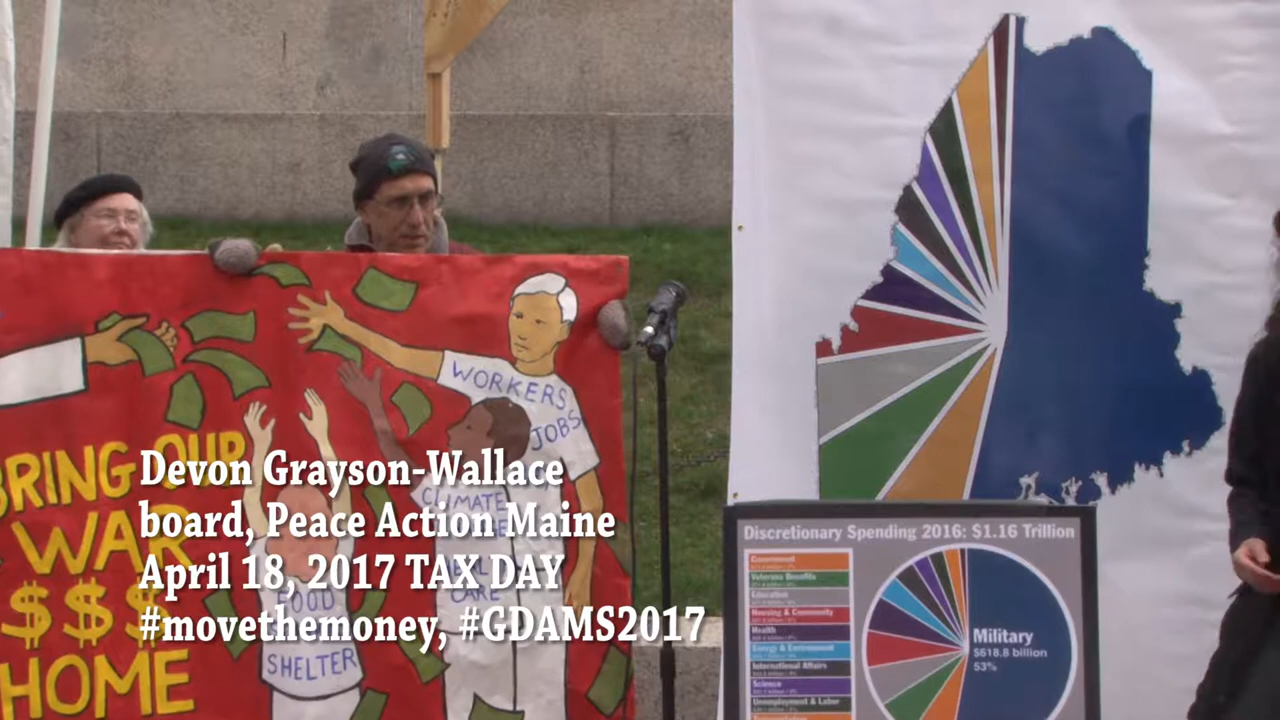 WORKERS
JOBS
BRING OUR
WAR
$$$
HOME
CLIMATE
CARE
FOOD
SHELTER
Devon Grayson-Wallace
board, Peace Action Maine
April 18, 2017 TAX DAY
#movethemoney, #GDAMS2017
Discretionary Spending 2016: $1.16 Trillion
Government
Veterans Benefits
Education
Housing & Community
Health
Energy & Environment
International Affairs
Science
Unemployment & Labor
Transportation
Military
$618.8 billion
53%